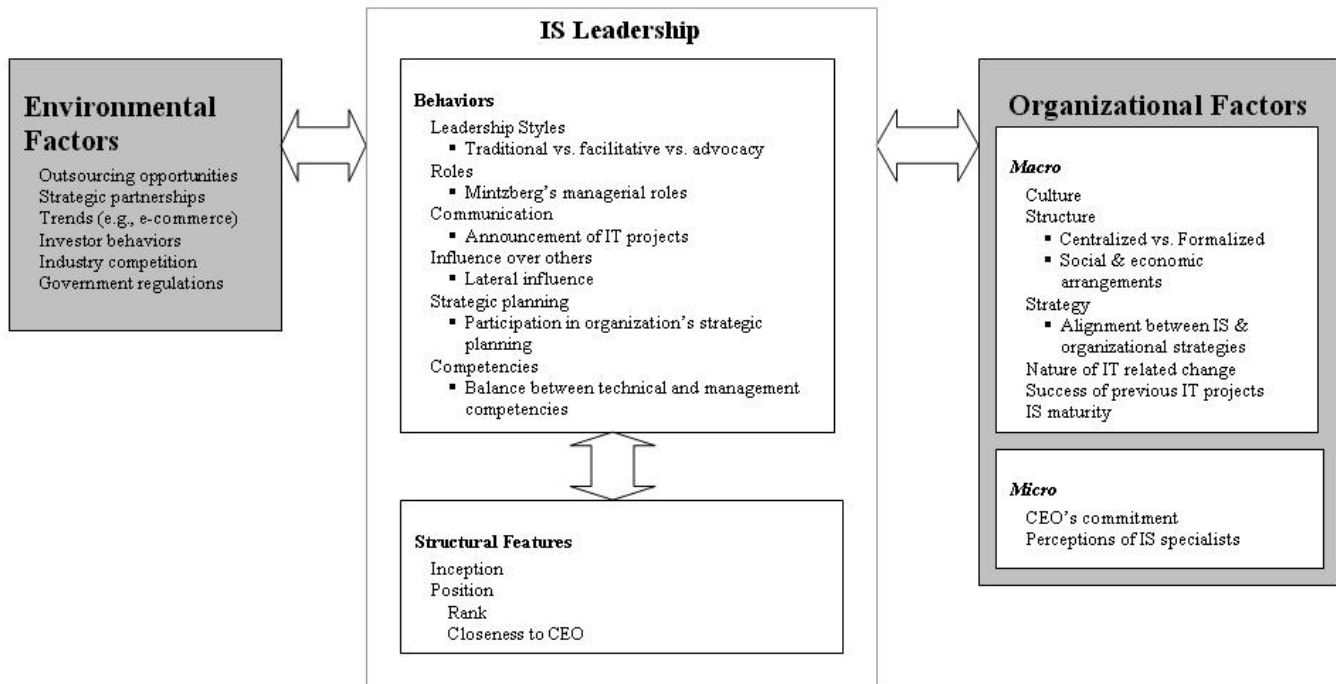 IS Leadership
Environmental
Factors
Outsourcing opportunities
Strategic partnerships
Trends (e.g., e-commerce)
Investor behaviors
Industry competition
Government regulations
Behaviors
Leadership Styles
▪ Traditional vs. facilitative vs. advocacy
Roles
▪ Mintzberg's managerial roles
Communication
▪ Announcement of IT projects
Influence over others
▪ Lateral influence
Strategic planning
▪ Participation in organization's strategic
planning
Competencies
▪ Balance between technical and management
competencies
Structural Features
Inception
Position
Rank
Closeness to CEO
Organizational Factors
Macro
Culture
Structure
▪ Centralized vs. Formalized
▪ Social & economic
arrangements
Strategy
▪ Alignment between IS &
organizational strategies
Nature of IT related change
Success of previous IT projects
IS maturity
Micro
CEO's commitment
Perceptions of IS specialists